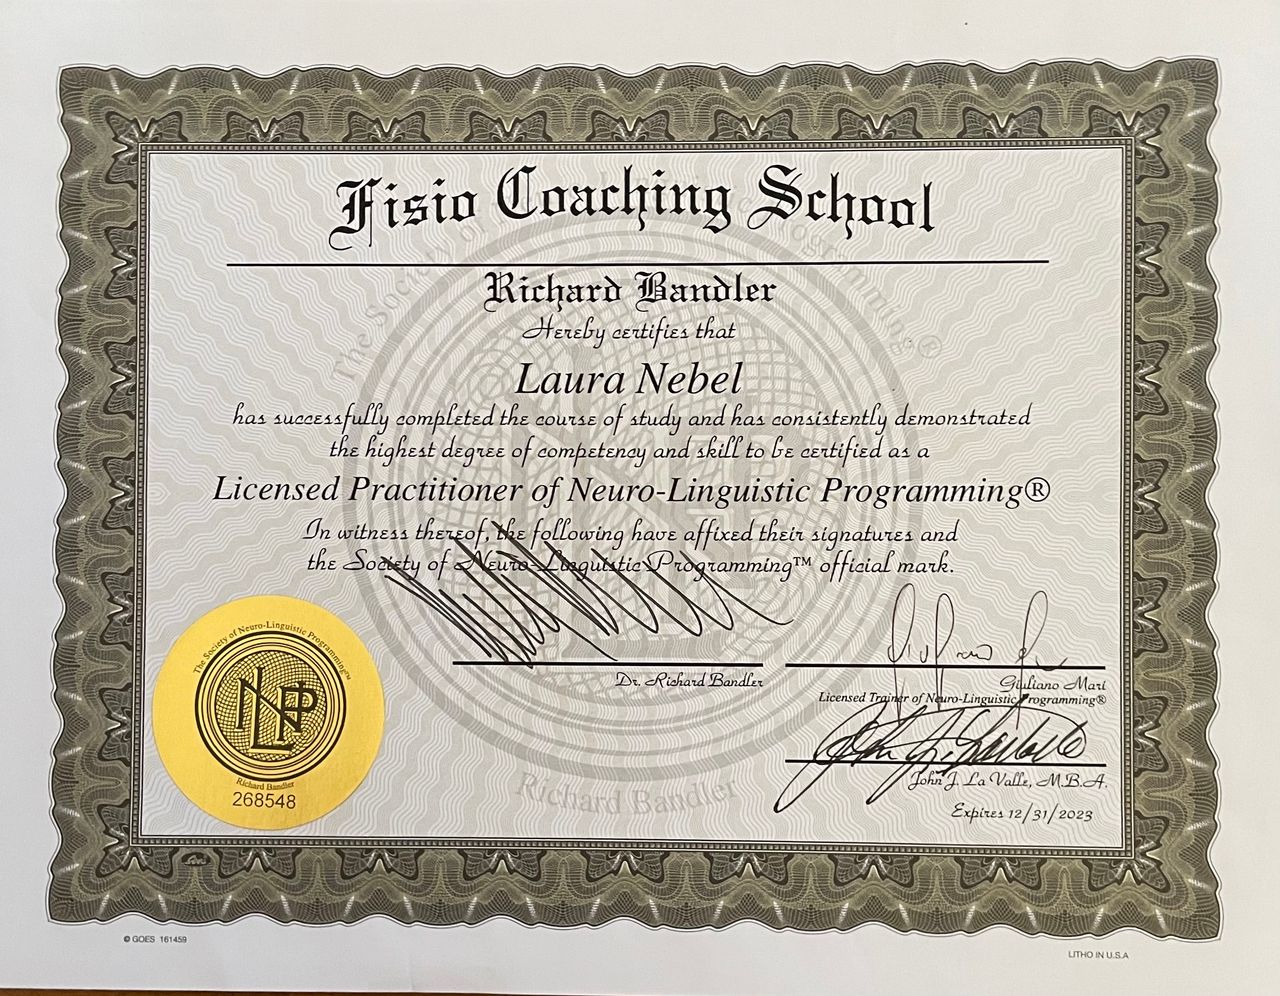 Fisio Coaching School
Richard Bandler
Hereby certifies that
Laura Nebel
has successfully completed the course of study and has consistently demonstrated
the highest degree of competency and skill to be certified as a
Licensed Practitioner of Neuro-Linguistic Programming®
In witness thereof, the following have affixed their signatures and
the Society of Neuro-Linguistic Programming™ official mark.
Dr. Richard Bandler
Giuliano Mari
Licensed Trainer of Neuro-Linguistic Programming®
John J. La Valle, M.B.A.
Expires 12/31/2023
The Society of Neuro-Linguistic Programming™
NLP
Richard Bandler
268548
The Society of Programming®
Richard Bandler
© GOES 161459
LITHO IN U.S.A